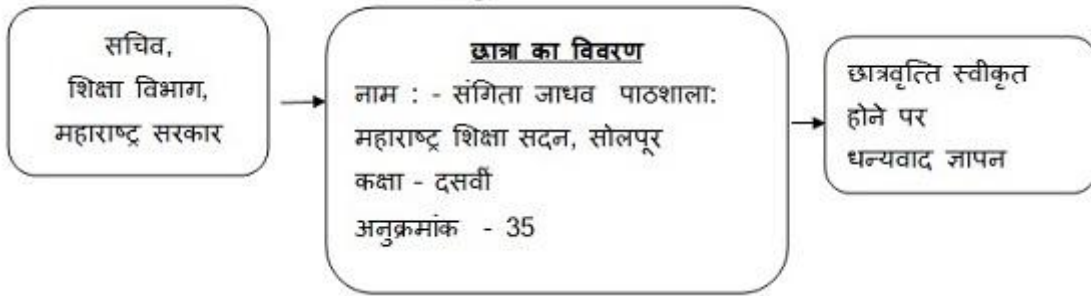 सचिव,
शिक्षा विभाग,
महाराष्ट्र सरकार
छात्रा का विवरण
नाम : - संगिता जाधव पाठशाला:
महाराष्ट्र शिक्षा सदन, सोलपूर
कक्षा - दसवीं
अनुक्रमांक - 35
छात्रवृत्ति स्वीकृत
होने पर
धन्यवाद ज्ञापन